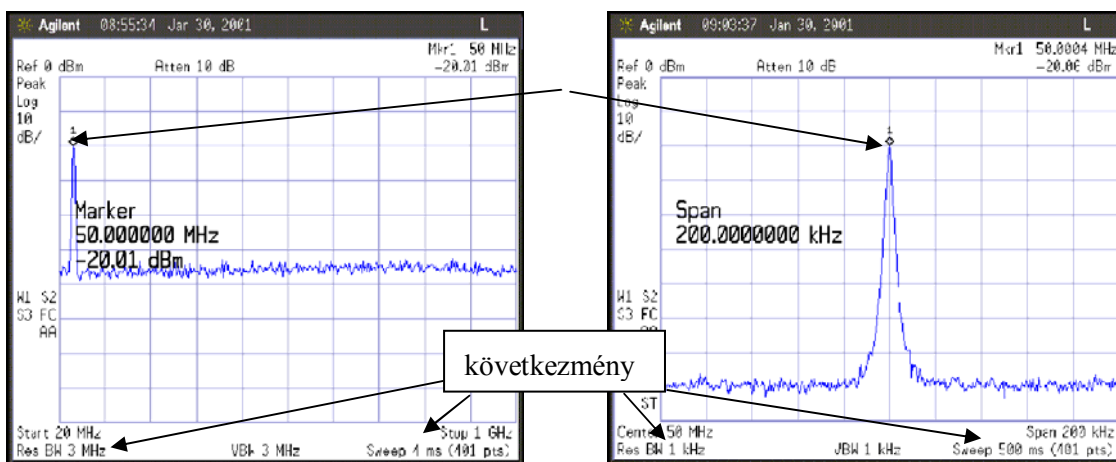 Agilent 08:55:34 Jan 30, 2001 L
Mkr1 50 MHz
Ref 0 dBm Atten 10 dB -20.01 dBm
Peak
Log
10
dB/
1
Marker
50.000000 MHz
-20.01 dBm
W1 S2
S3 FC
AA
Start 20 MHz Stop 1 GHz
Res BW 3 MHz VBW 3 MHz Sweep 4 ms (401 pts)
Agilent 09:03:37 Jan 30, 2001 L
Mkr1 50.0004 MHz
Ref 0 dBm Atten 10 dB -20.06 dBm
Peak
Log
10
dB/
1
Span
200.0000000 kHz
W1 S2
S3 FC
AA
ST
Center 50 MHz Span 200 kHz
Res BW 1 kHz VBW 1 kHz Sweep 500 ms (401 pts)
következmény